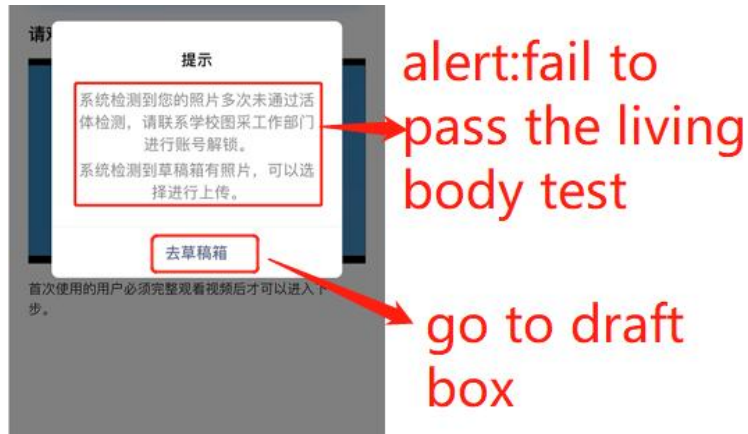 请
提示
系统检测到您的照片多次未通过活
体检测，请联系学校图采工作部门
进行账号解锁。
系统检测到草稿箱有照片，可以选
择进行上传。
去草稿箱
首次使用的用户必须完整观看视频后才可以进入下
步。
alert:fail to
pass the living
body test
go to draft
box